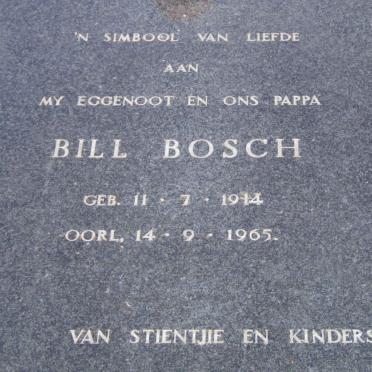 'N SIMBOOL VAN LIEFDE
AAN
MY EGGENOOT EN ONS PAPPA
BILL BOSCH
GEB. 11 · 7 · 1914
OORL. 14 · 9 · 1965.
VAN STIENTJIE EN KINDERS